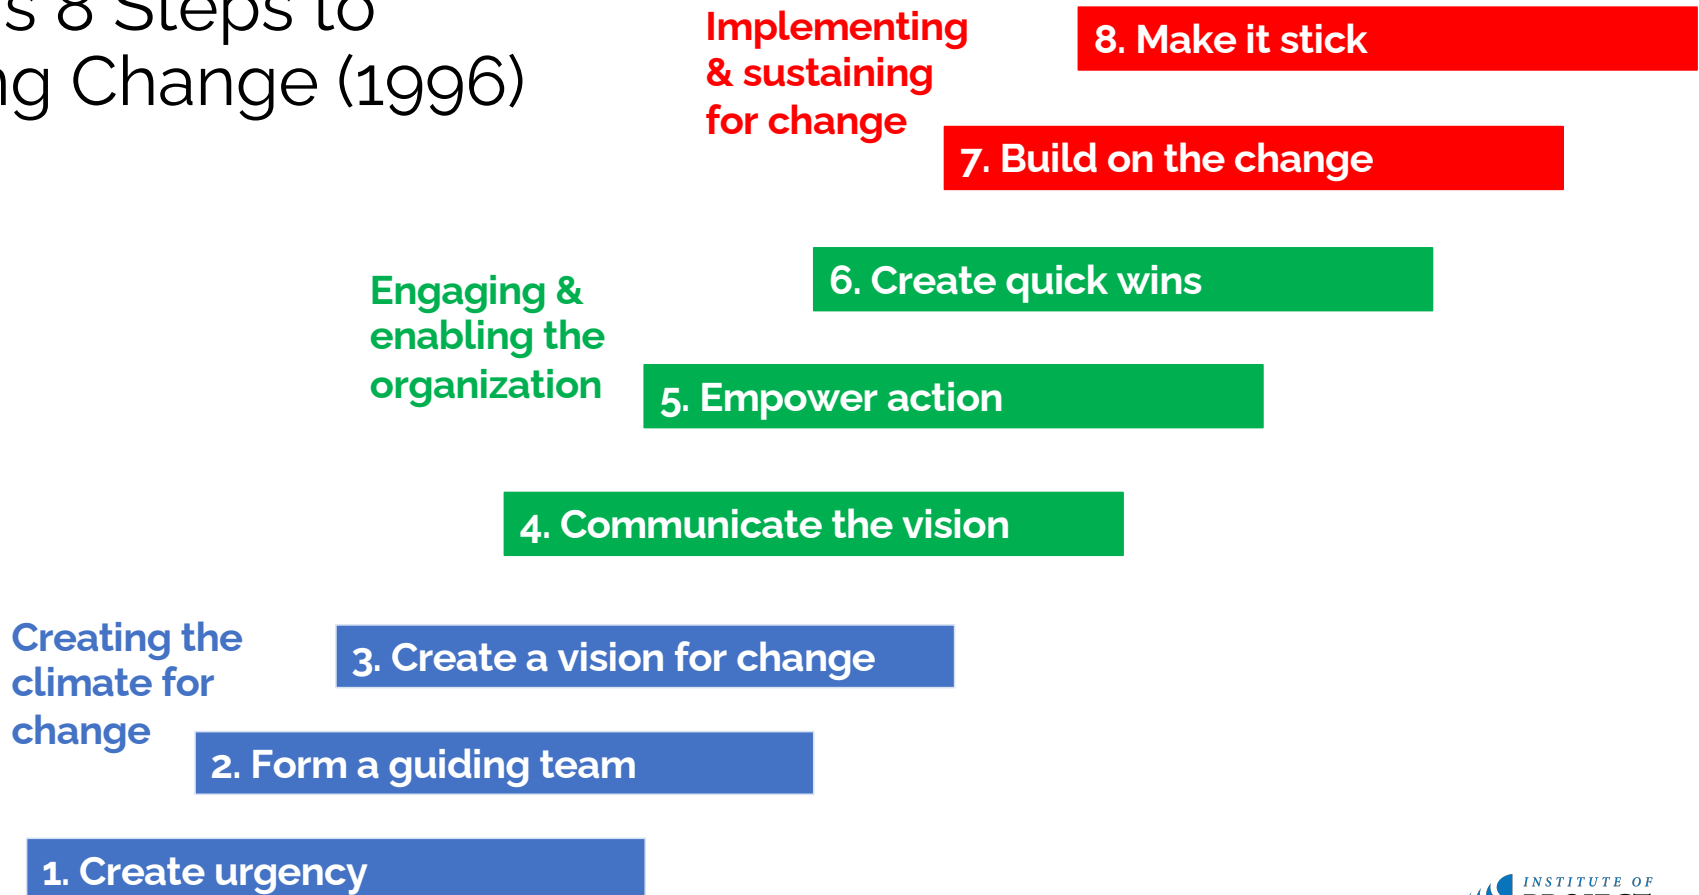 s 8 Steps to
ng Change (1996)
Implementing
& sustaining
for change
8. Make it stick
7. Build on the change
Engaging &
enabling the
organization
6. Create quick wins
5. Empower action
4. Communicate the vision
Creating the
climate for
change
3. Create a vision for change
2. Form a guiding team
1. Create urgency
INSTITUTE OF
PROJECT